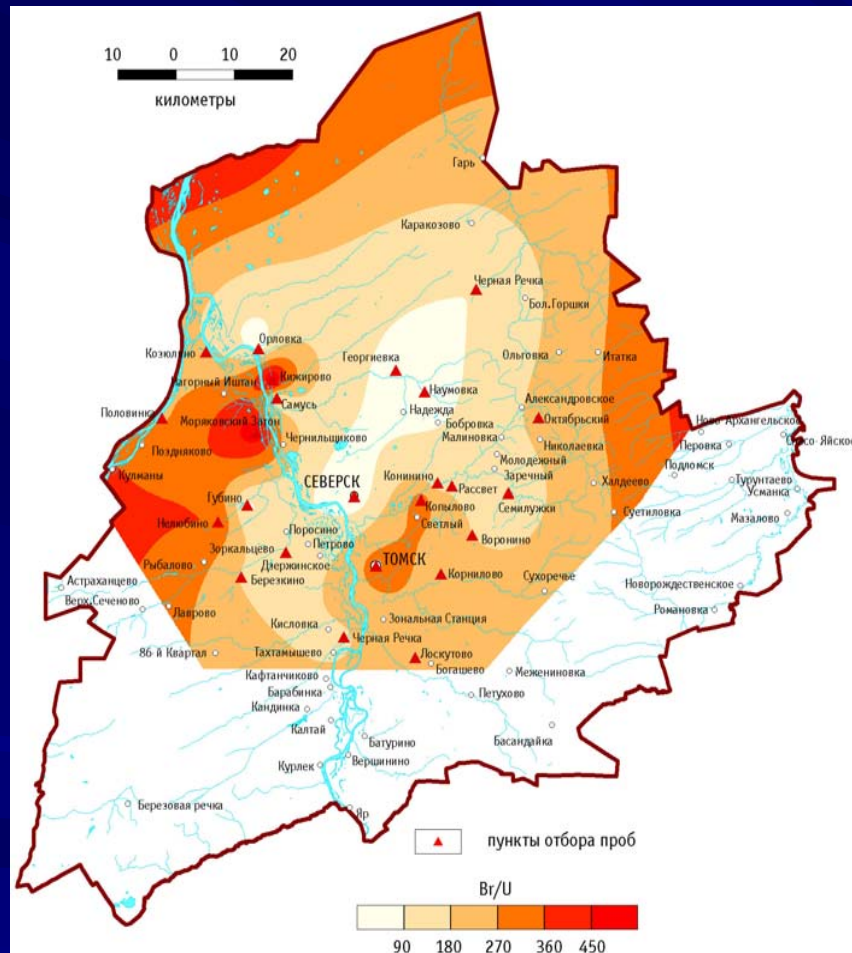 10 0 10 20
километры
Гарь
Каракозово
Черная Речка
Бол.Горшки
Орловка
Козюлино
Георгиевка
Ольговка
Итатка
Кижирово
Нагорный Иштан
Наумовка
Самусь
Александровское
Надежда
Половинка
Моряковский Затон
Бобровка
Октябрьский
Ново-Архангельское
Чернильщиково
Малиновка
Николаевка
Перовка
Спасо-Яйское
Поздняково
Молодежный
Подломск
Кулманы
СЕВЕРСК
Конинино
Рассвет
Заречный
Халдеево
Турунтаево
Усманка
Губино
Копылово
Семилужки
Светлый
Суетиловка
Мазалово
Нелюбино
Поросино
Воронино
Петрово
Зоркальцево
Дзержинское
ТОМСК
Рыбалово
Березкино
Корнилово
Сухоречье
Астраханцево
Новорождественское
Верх.Сеченово
Лаврово
Зональная Станция
Романовка
Кисловка
Черная Речка
86 й Квартал
Тахтамышево
Лоскутово
Богашево
Межениновка
Кафтанчиково
Барабинка
Петухово
Кандинка
Калтай
Басандайка
Батурино
Вершинино
Курлек
Березовая речка
Яр
пункты отбора проб
Br/U
90 180 270 360 450